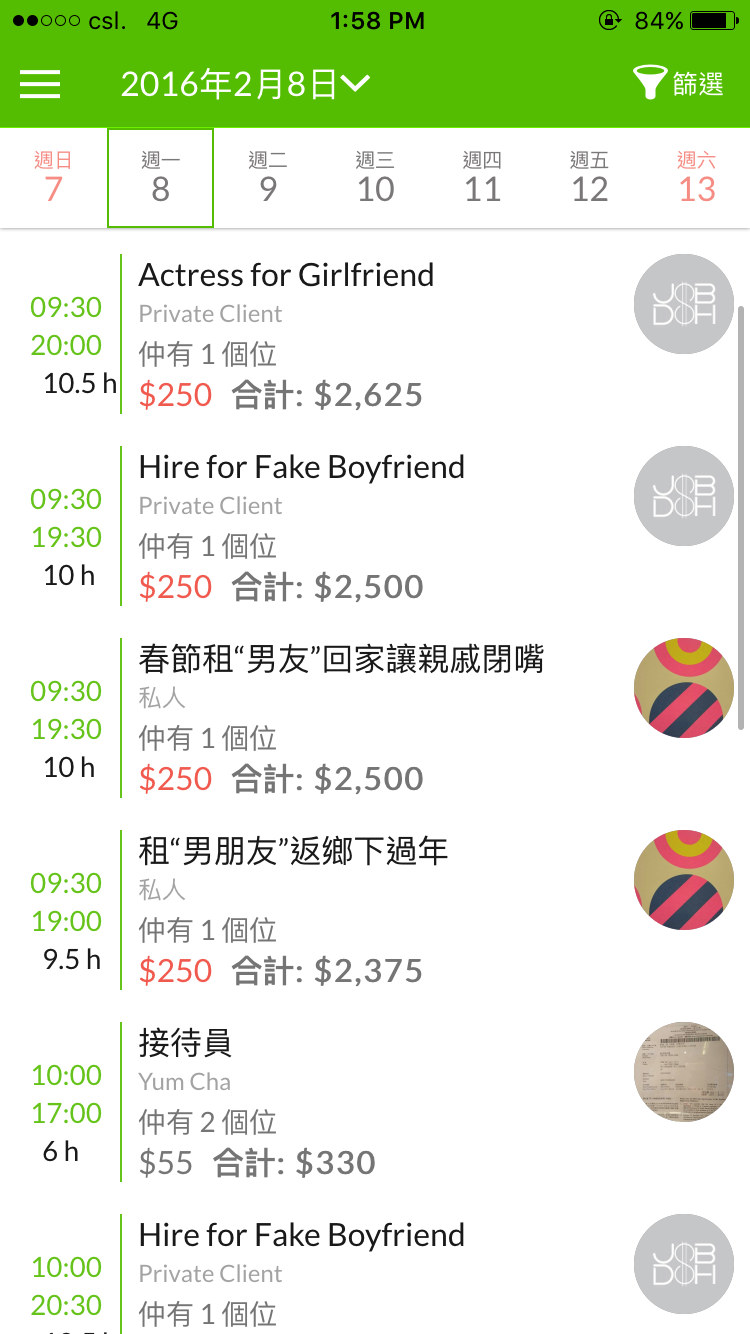 csl. 4G 1:58 PM 84%
2016年2月8日 篩選
週日 週一 週二 週三 週四 週五 週六
7 8 9 10 11 12 13
Actress for Girlfriend
Private Client
09:30
20:00
10.5 h
仲有 1 個位
$250 合計: $2,625
JOB
DOH
Hire for Fake Boyfriend
Private Client
09:30
19:30
10 h
仲有 1 個位
$250 合計: $2,500
JOB
DOH
春節租“男友”回家讓親戚閉嘴
私人
09:30
19:30
10 h
仲有 1 個位
$250 合計: $2,500
租“男朋友”返鄉下過年
私人
09:30
19:00
9.5 h
仲有 1 個位
$250 合計: $2,375
接待員
Yum Cha
10:00
17:00
6 h
仲有 2 個位
$55 合計: $330
Hire for Fake Boyfriend
Private Client
10:00
20:30
仲有 1 個位
JOB
DOH